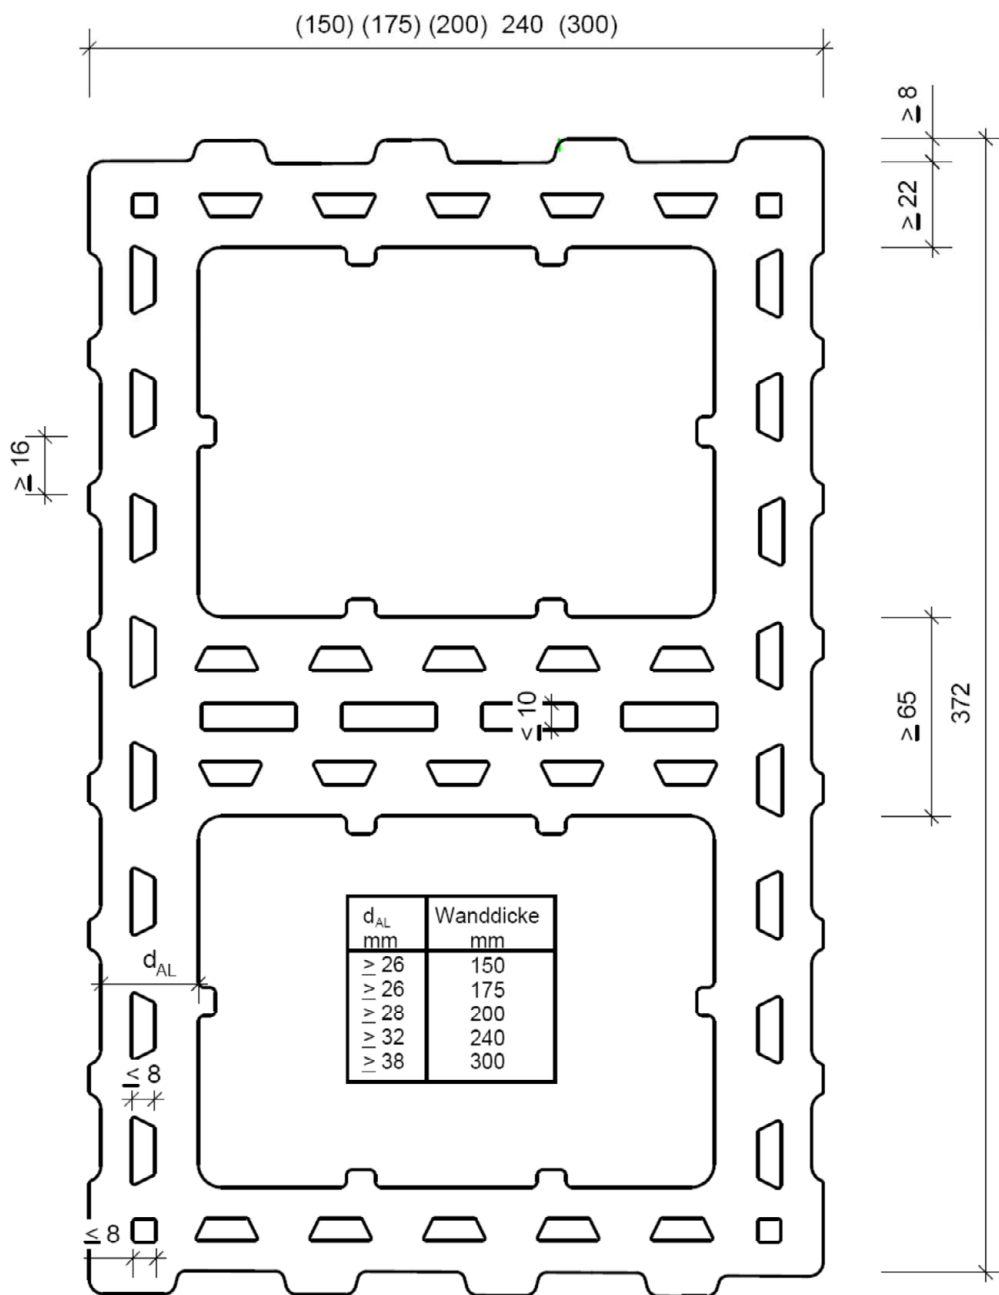 (150) (175) (200) 240 (300)
≥ 8
≥ 22
≥ 16
≤ 10
≥ 65
372
d_AL Wanddicke
mm mm
≥ 26 150
≥ 26 175
≥ 28 200
≥ 32 240
≥ 38 300
d_AL
≤ 8
≤ 8